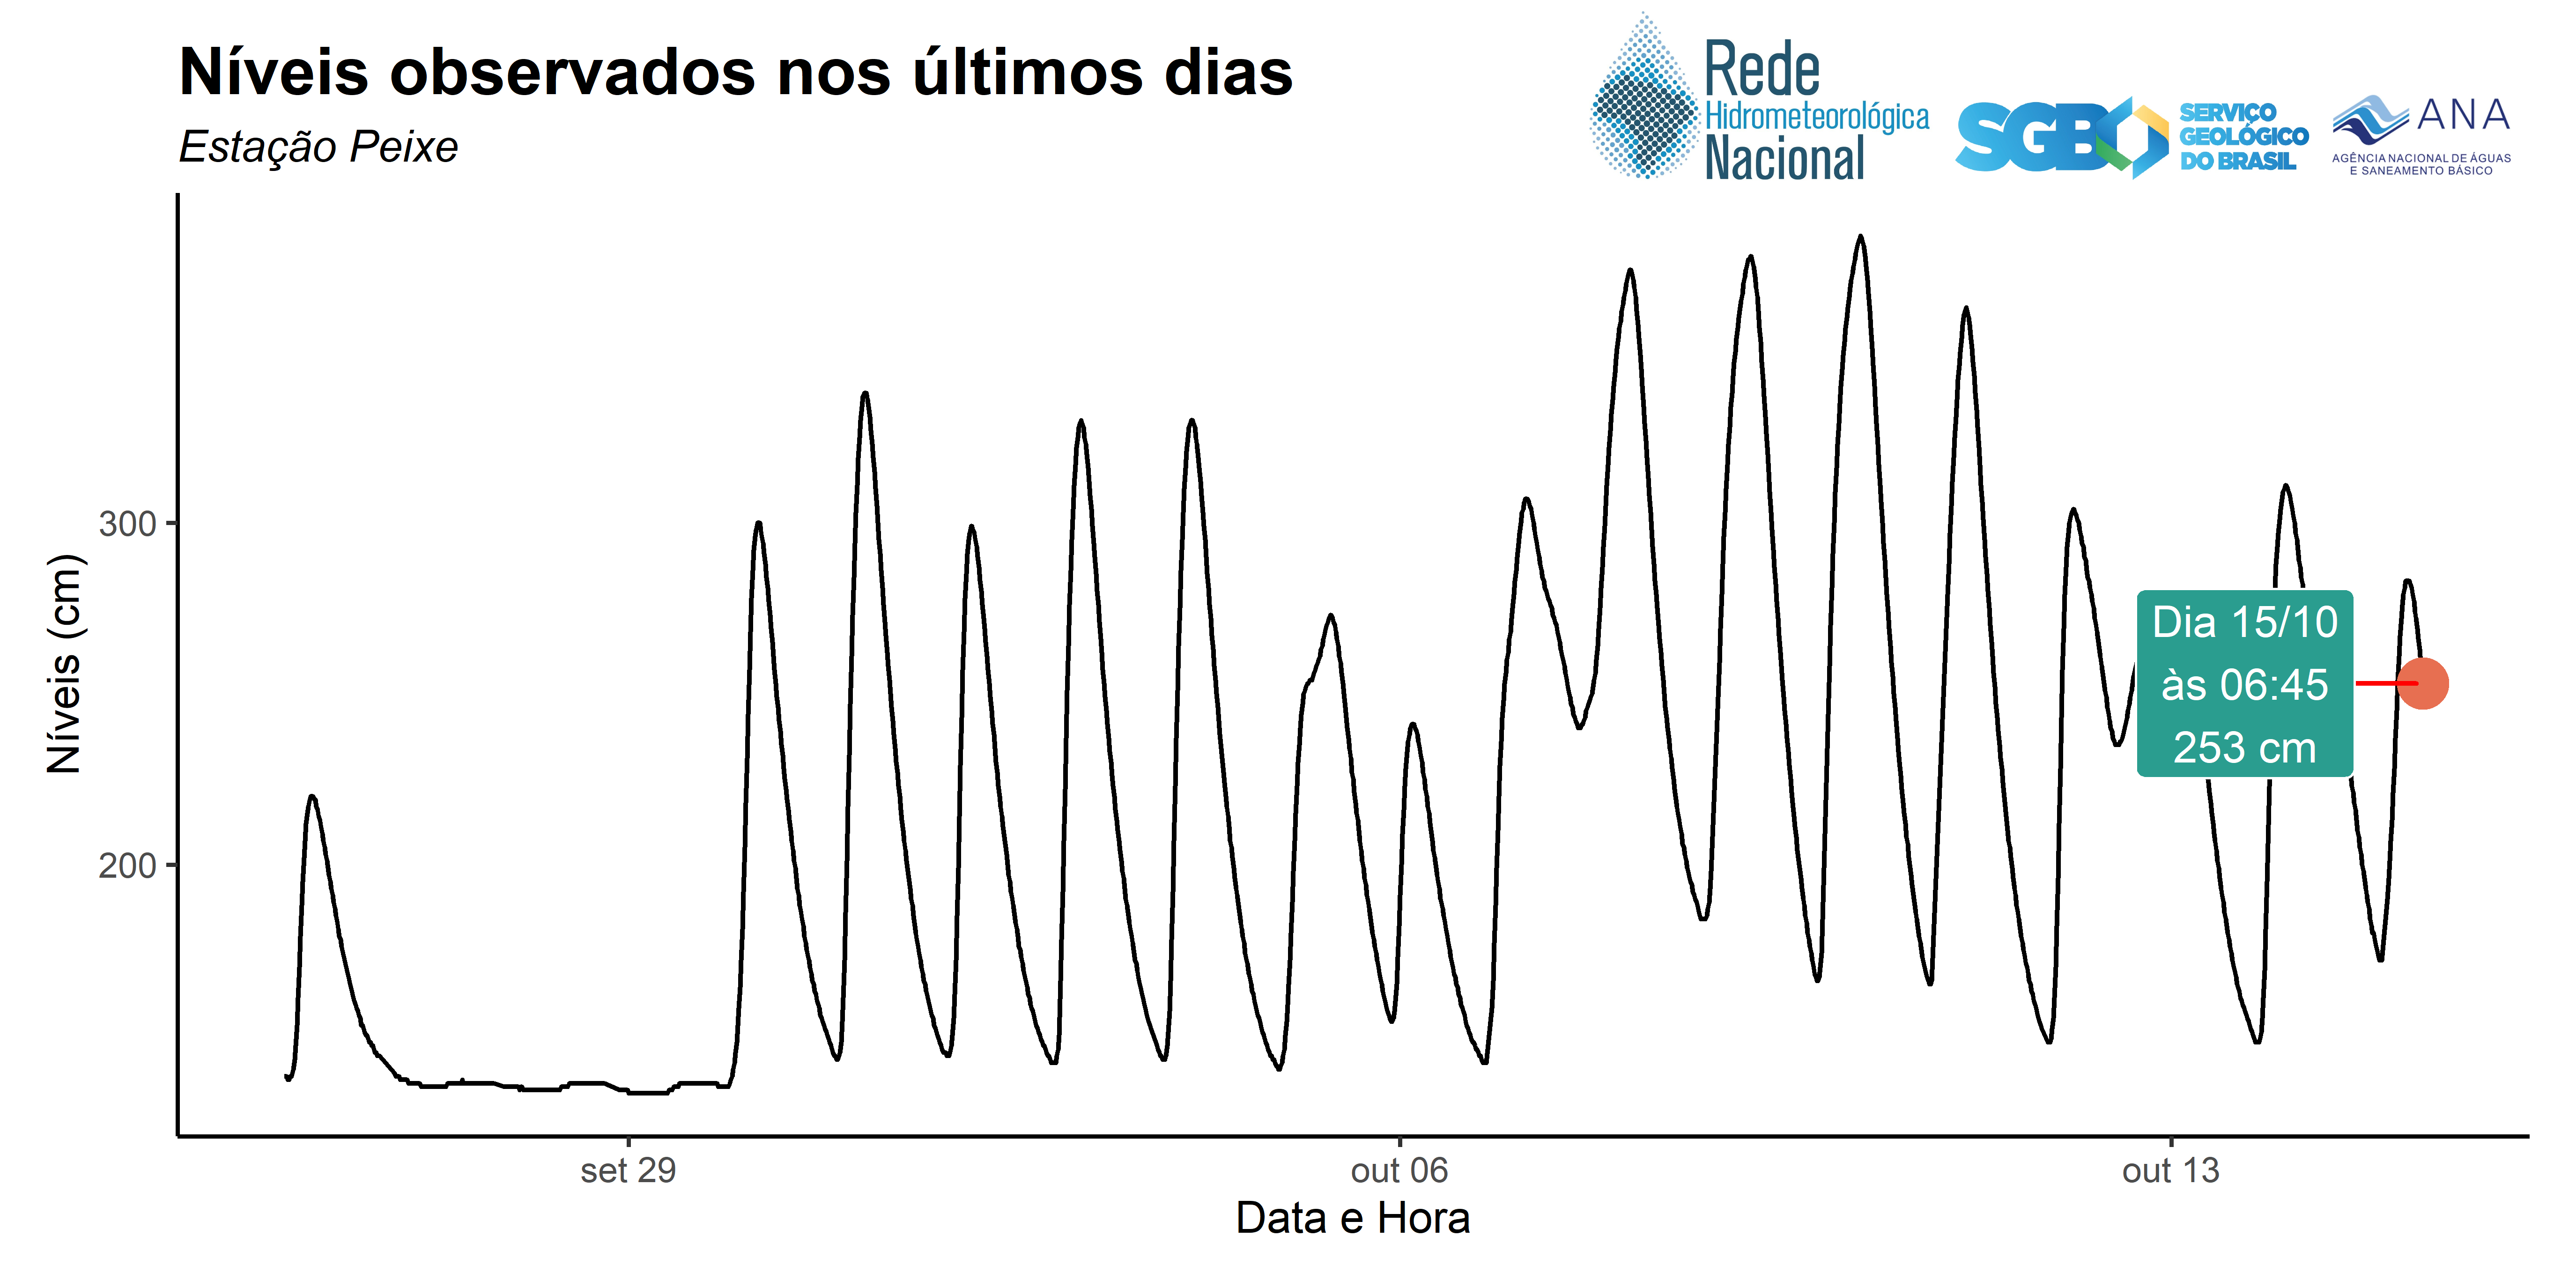 Níveis observados nos últimos dias
Estação Peixe
Rede
Hidrometeorológica
Nacional
SGB
SERVIÇO
GEOLÓGICO
DO BRASIL
ANA
AGÊNCIA NACIONAL DE ÁGUAS
E SANEAMENTO BÁSICO
Níveis (cm)
300
200
Dia 15/10
às 06:45
253 cm
set 29
out 06
out 13
Data e Hora